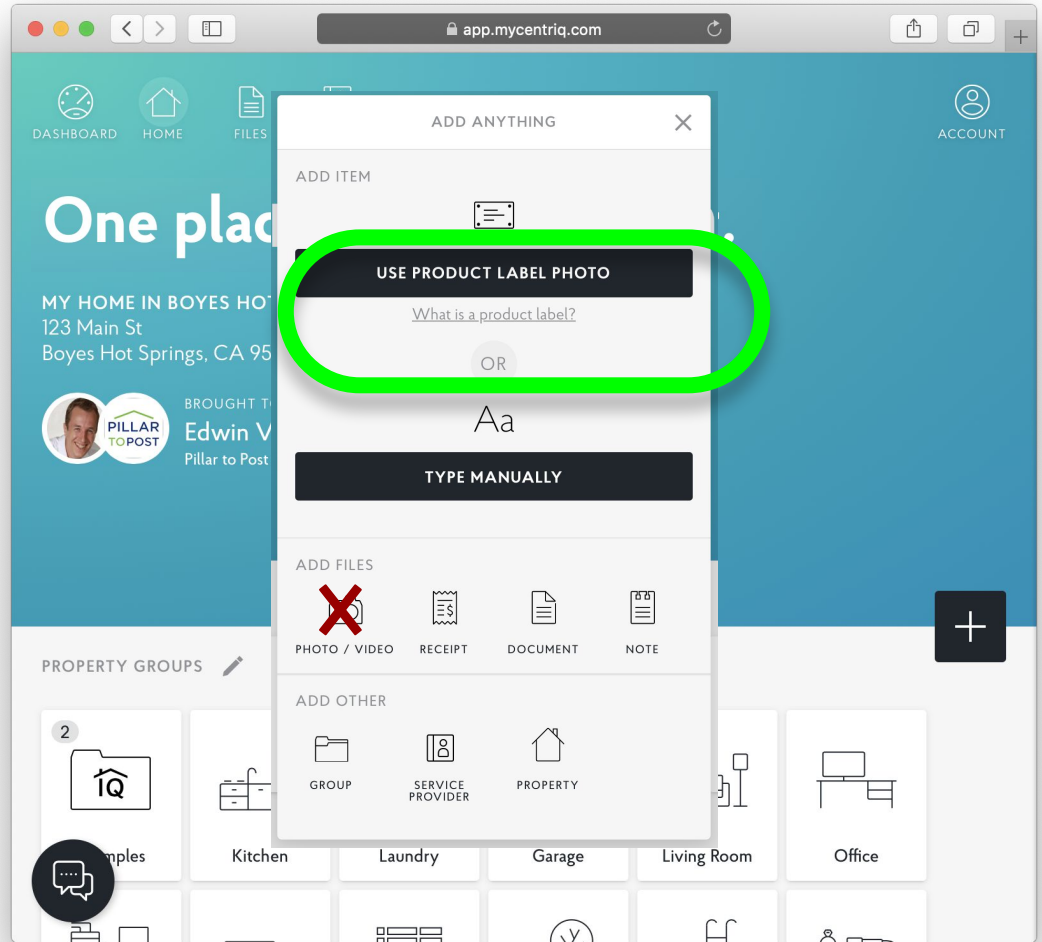 app.mycentriq.com
DASHBOARD
HOME
FILES
ACCOUNT
ADD ANYTHING
ADD ITEM
One plac
USE PRODUCT LABEL PHOTO
What is a product label?
OR
Aa
TYPE MANUALLY
MY HOME IN BOYES HOT
123 Main St
Boyes Hot Springs, CA 95
PILLAR
TO POST
BROUGHT T
Edwin V
Pillar to Post
ADD FILES
PHOTO / VIDEO
RECEIPT
DOCUMENT
NOTE
ADD OTHER
GROUP
SERVICE
PROVIDER
PROPERTY
PROPERTY GROUPS
2
IQ
mples
Kitchen
Laundry
Garage
Living Room
Office